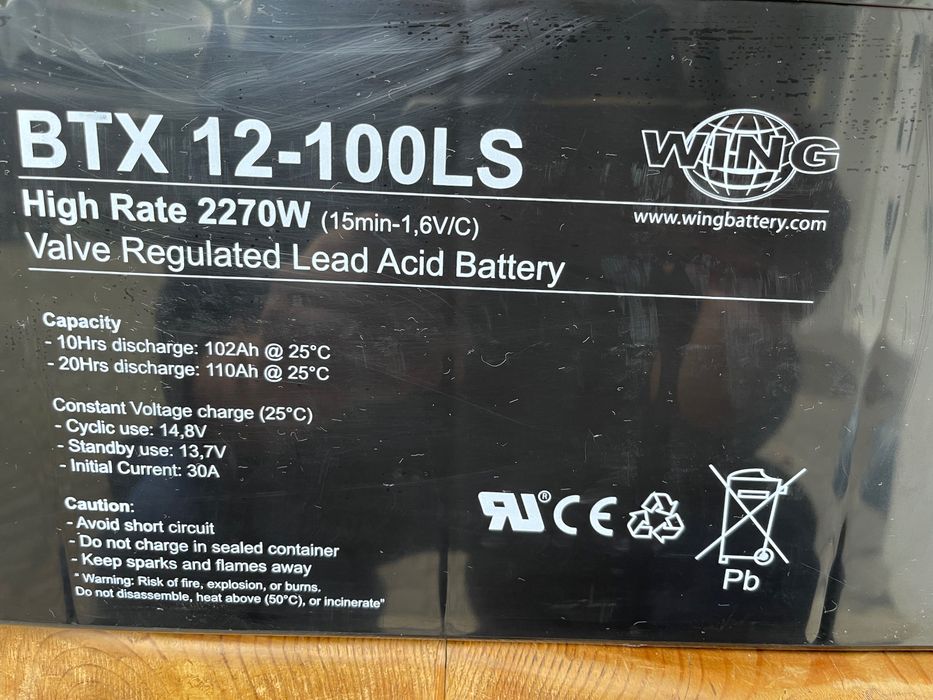 BTX 12-100LS
WING
High Rate 2270W (15min-1,6V/C)
www.wingbattery.com
Valve Regulated Lead Acid Battery
Capacity
- 10Hrs discharge: 102Ah @ 25°C
- 20Hrs discharge: 110Ah @ 25°C
Constant Voltage charge (25°C)
- Cyclic use: 14,8V
- Standby use: 13,7V
- Initial Current: 30A
Caution:
- Avoid short circuit
- Do not charge in sealed container
- Keep sparks and flames away
" Warning: Risk of fire, explosion, or burns.
Do not disassemble, heat above (50°C), or incinerate"
RU® CE
Pb